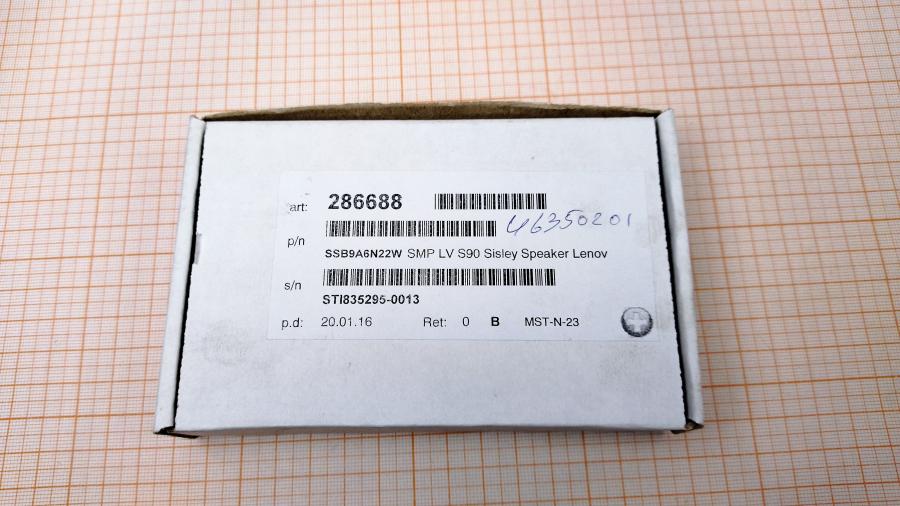 art: 286688
46350201
p/n
SSB9A6N22W SMP LV S90 Sisley Speaker Lenov
s/n
STI835295-0013
p.d: 20.01.16 Ret: 0 B MST-N-23